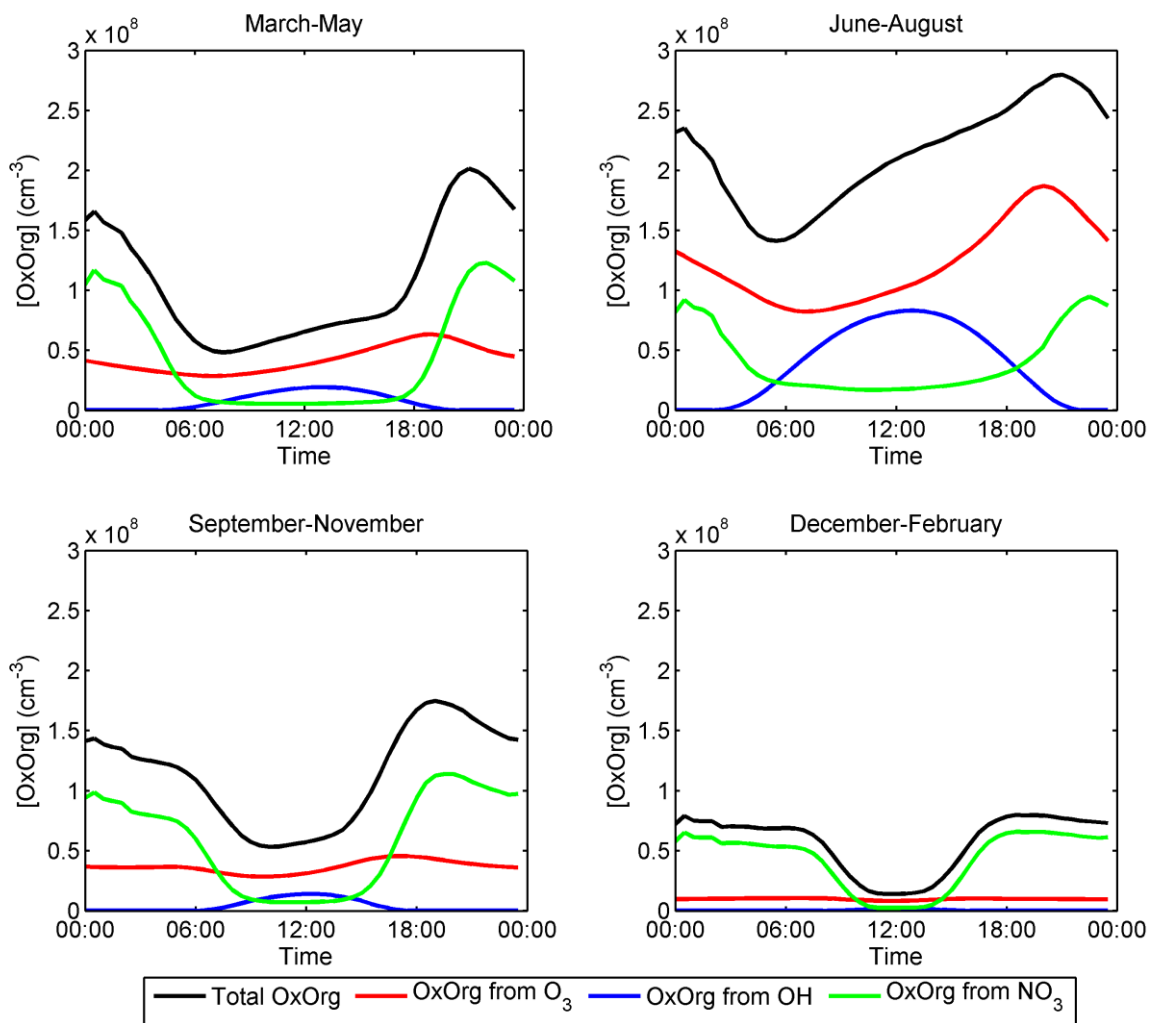 March-May
x 10^8
3
2.5
2
1.5
1
0.5
0
[OxOrg] (cm^-3)
00:00 06:00 12:00 18:00 00:00
Time
June-August
x 10^8
3
2.5
2
1.5
1
0.5
0
[OxOrg] (cm^-3)
00:00 06:00 12:00 18:00 00:00
Time
September-November
x 10^8
3
2.5
2
1.5
1
0.5
0
[OxOrg] (cm^-3)
00:00 06:00 12:00 18:00 00:00
Time
December-February
x 10^8
3
2.5
2
1.5
1
0.5
0
[OxOrg] (cm^-3)
00:00 06:00 12:00 18:00 00:00
Time
Total OxOrg OxOrg from O_3 OxOrg from OH OxOrg from NO_3